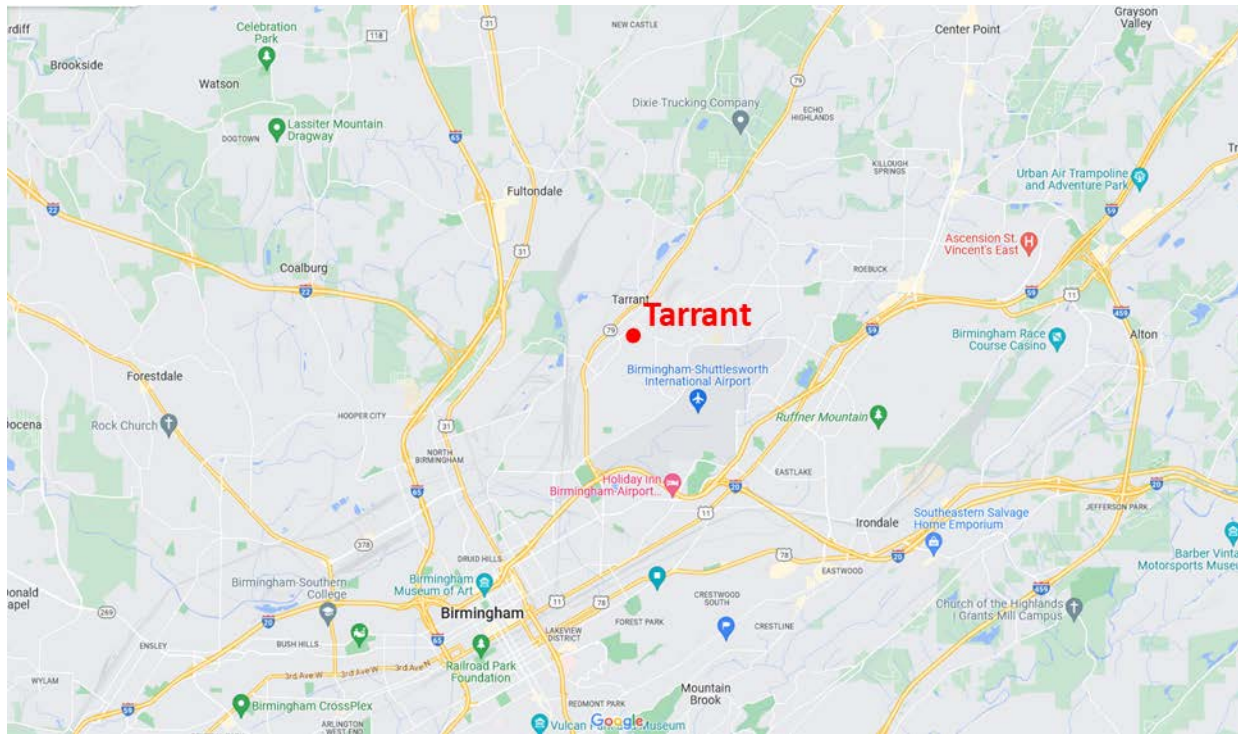 Grayson
Valley
31
NEW CASTLE
Celebration
Park
118
Center Point
Brookside
Watson
65
79
Dixie Trucking Company
ECHO
HIGHLANDS
Lassiter Mountain
Dragway
DOGTOWN
KILLOUGH
SPRINGS
Urban Air Trampoline
and Adventure Park
59
Fultondale
22
Ascension St.
Vincent's East
H
31
Coalburg
22
ROEBUCK
59
11
Tarrant
Tarrant
79
59
459
Birmingham Race
Course Casino
Alton
Birmingham-Shuttlesworth
International Airport
Forestdale
HOOPER CITY
Ruffner Mountain
Rock Church
31
NORTH
BIRMINGHAM
EASTLAKE
65
Holiday Inn
Birmingham-Airport...
20
20
11
JEFFERSON PARK
Southeastern Salvage
Home Emporium
Irondale
378
DRUID HILLS
78
20
EASTWOOD
Barber Vinta
Motorsports Museu
Birmingham-Southern
College
Birmingham
Museum of Art
459
269
11
78
CRESTWOOD
SOUTH
Church of the Highlands
Grants Mill Campus
20
Birmingham
FOREST PARK
CRESTLINE
ENSLEY
BUSH HILLS
65
LAKEVIEW
DISTRICT
3rd Ave W
3rd Ave W
3rd Ave N
Railroad Park
Foundation
WYLAM
Mountain
Brook
59
Birmingham CrossPlex
REDMONT PARK
ARLINGTON
WEST END
Google
Vulcan Park and Museum